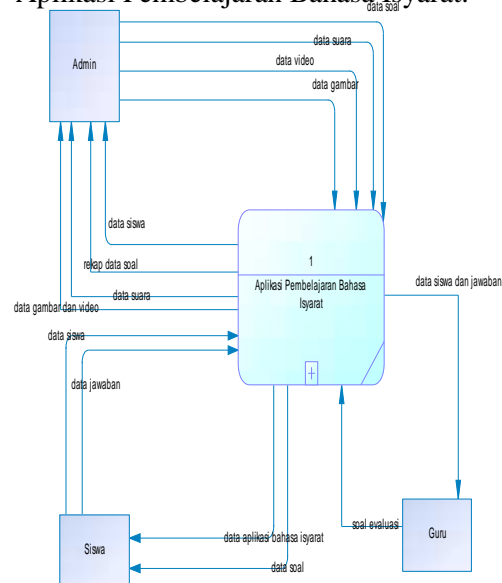 Aplikasi Pembelajaran Bahasa Isyarat.
data soal
data suara
Admin
data video
data gambar
data siswa
1
rekap data soal
data siswa dan jawaban
Aplikasi Pembelajaran Bahasa
Isyarat
data suara
data gambar dan video
data siswa
data jawaban
soal evaluasi
Guru
data aplikasi bahasa isyarat
Siswa
data soal